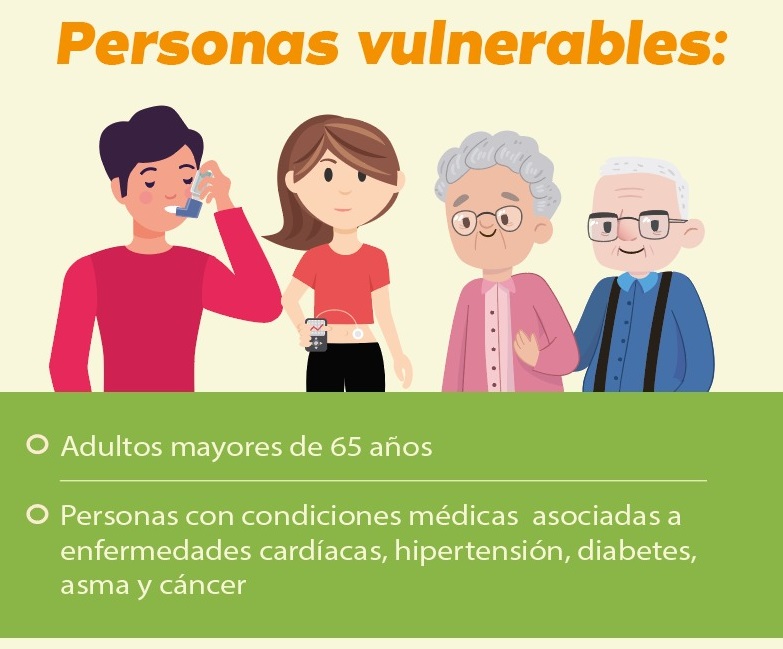 Personas vulnerables:
Adultos mayores de 65 años
Personas con condiciones médicas asociadas a
enfermedades cardíacas, hipertensión, diabetes,
asma y cáncer